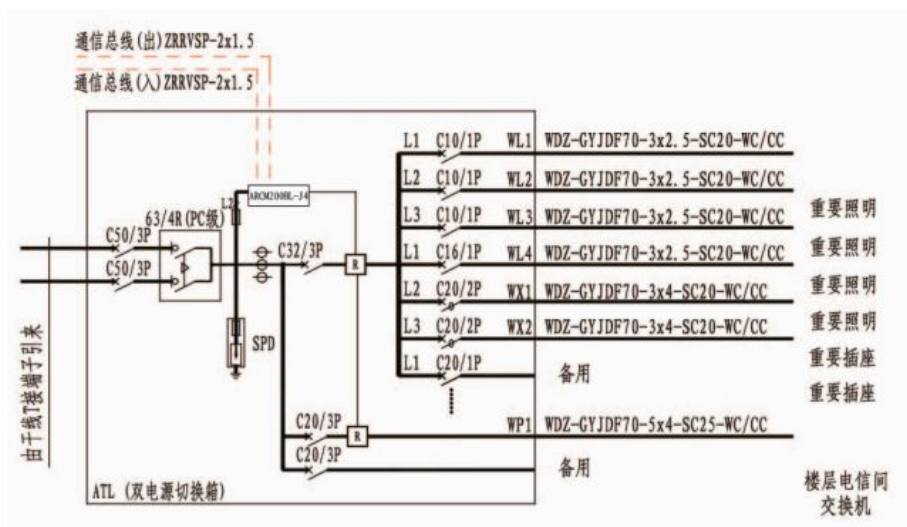 通信总线(出)ZRRVSP-2x1.5
通信总线(入)ZRRVSP-2x1.5
L1 C10/1P WL1 WDZ-GYJDF70-3x2.5-SC20-WC/CC
L2 C10/1P WL2 WDZ-GYJDF70-3x2.5-SC20-WC/CC
重要照明
L2 ARCM200BL-J4
L3 C10/1P WL3 WDZ-GYJDF70-3x2.5-SC20-WC/CC
63/4R(PC级)
重要照明
C50/3P C32/3P R L1 C16/1P WL4 WDZ-GYJDF70-3x2.5-SC20-WC/CC
C50/3P
重要照明
L2 C20/2P WX1 WDZ-GYJDF70-3x4-SC20-WC/CC
重要照明
L3 C20/2P WX2 WDZ-GYJDF70-3x4-SC20-WC/CC
SPD
重要插座
L1 C20/1P 备用
重要插座
由干线T接端子引来
C20/3P R WP1 WDZ-GYJDF70-5x4-SC25-WC/CC
C20/3P 备用
ATL (双电源切换箱)
楼层电信间
交换机